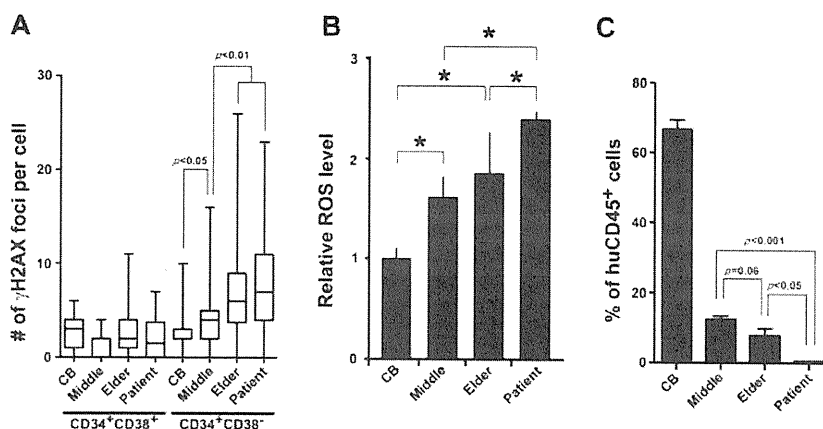 A
# of γH2AX foci per cell
30
20
10
0
p<0.01
p<0.05
CB
Middle
Elder
Patient
CB
Middle
Elder
Patient
CD34+CD38+
CD34+CD38-
B
Relative ROS level
3
2
1
0
*
*
*
*
CB
Middle
Elder
Patient
C
% of huCD45+ cells
80
60
40
20
0
p<0.001
p=0.06
p<0.05
CB
Middle
Elder
Patient